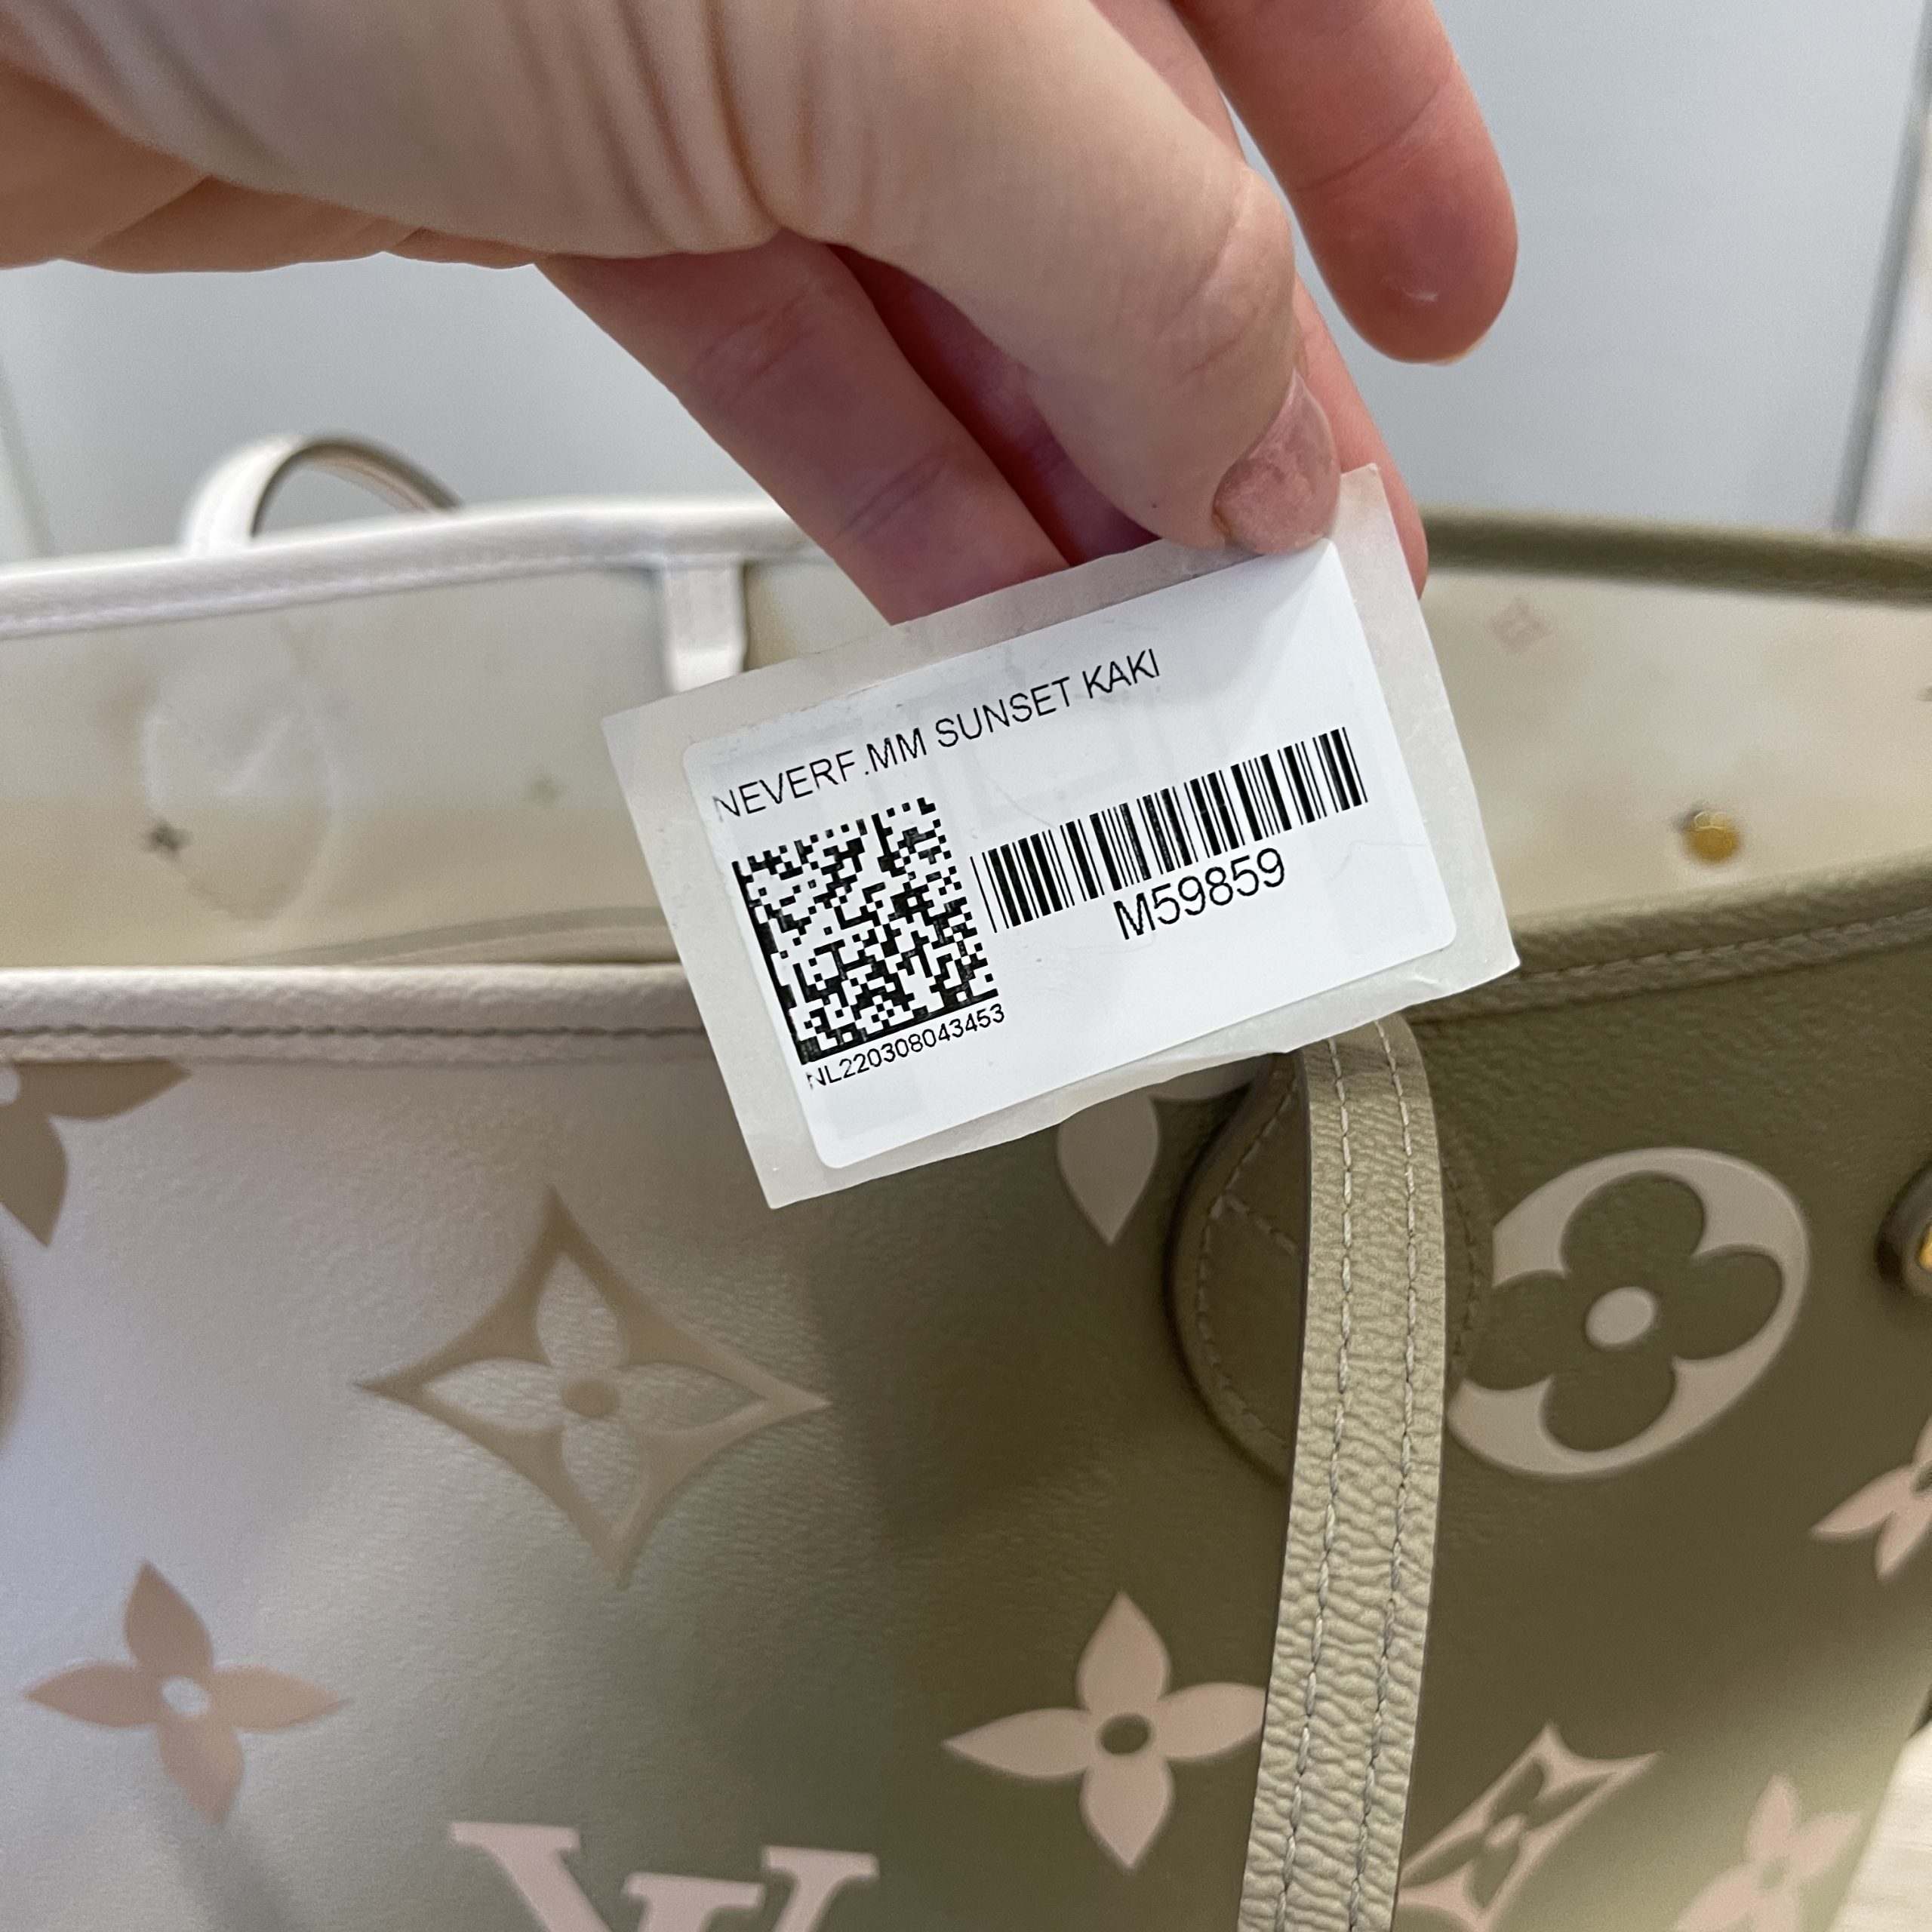 NEVERF.MM SUNSET KAKI
M59859
NL220308043453